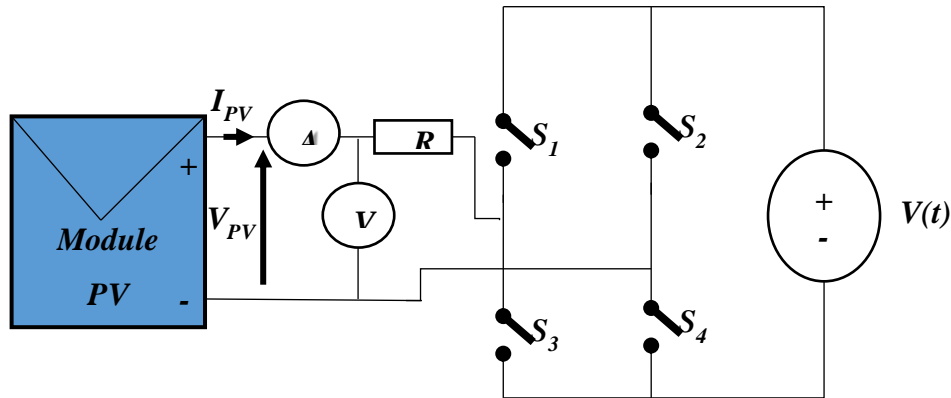 I_PV
Module
PV
+
-
V_PV
R
V
S_1
S_2
S_3
S_4
+
-
V(t)